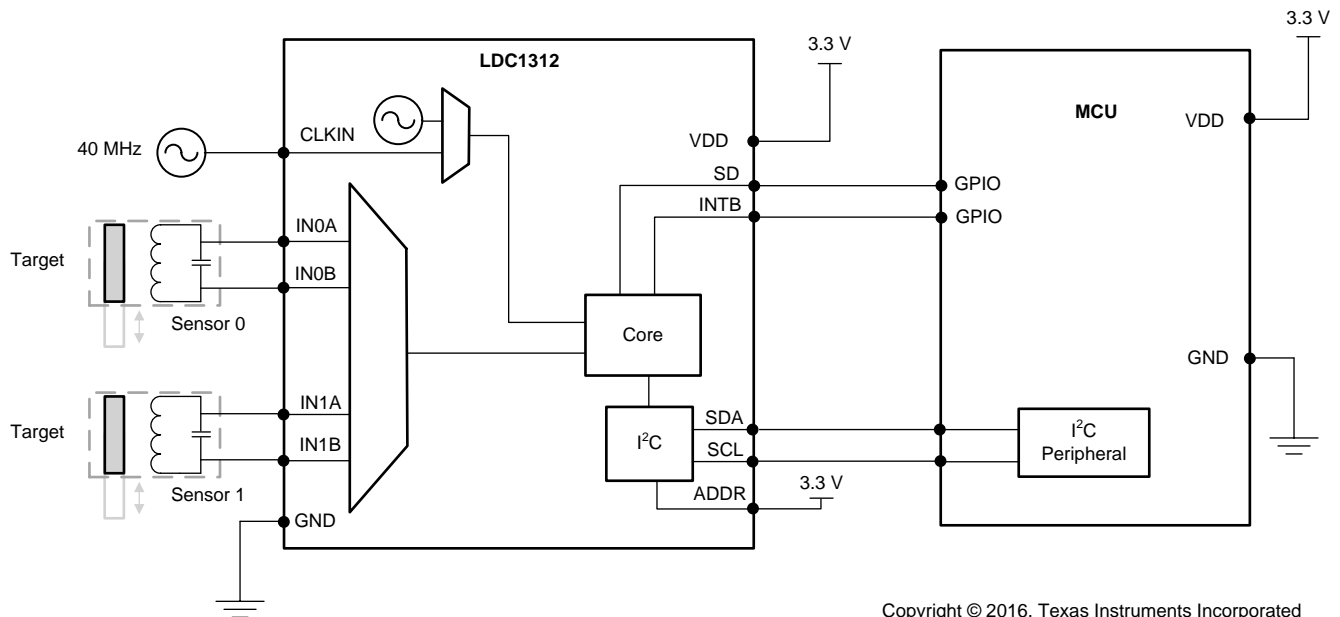 3.3 V
3.3 V
LDC1312
MCU
VDD
VDD
40 MHz
CLKIN
SD
GPIO
INTB
GPIO
IN0A
Target
IN0B
Sensor 0
Core
GND
IN1A
Target
IN1B
Sensor 1
I²C
SDA
SCL
ADDR
3.3 V
I²C
Peripheral
GND
Copyright © 2016, Texas Instruments Incorporated